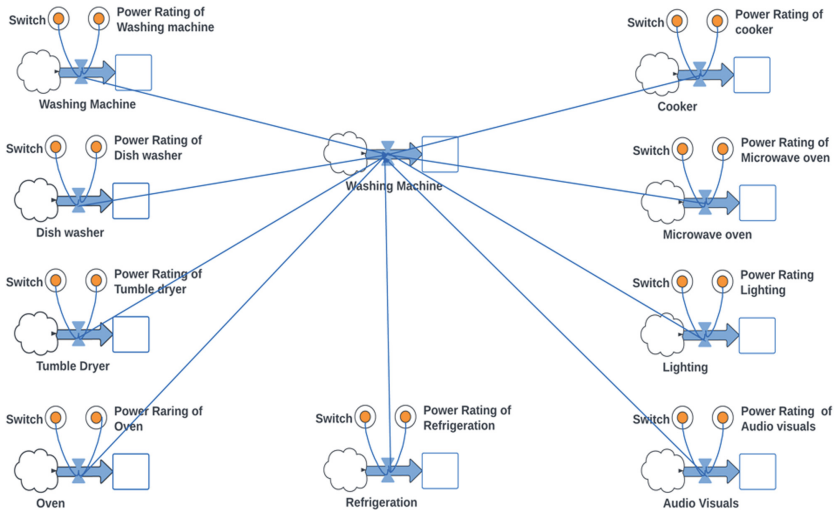 Switch
Power Rating of
Washing machine
Washing Machine
Switch
Power Rating of
cooker
Cooker
Switch
Power Rating of
Dish washer
Dish washer
Washing Machine
Switch
Power Rating of
Microwave oven
Microwave oven
Switch
Power Rating of
Tumble dryer
Tumble Dryer
Switch
Power Rating
Lighting
Lighting
Switch
Power Raring of
Oven
Oven
Switch
Power Rating of
Refrigeration
Refrigeration
Switch
Power Rating of
Audio visuals
Audio Visuals